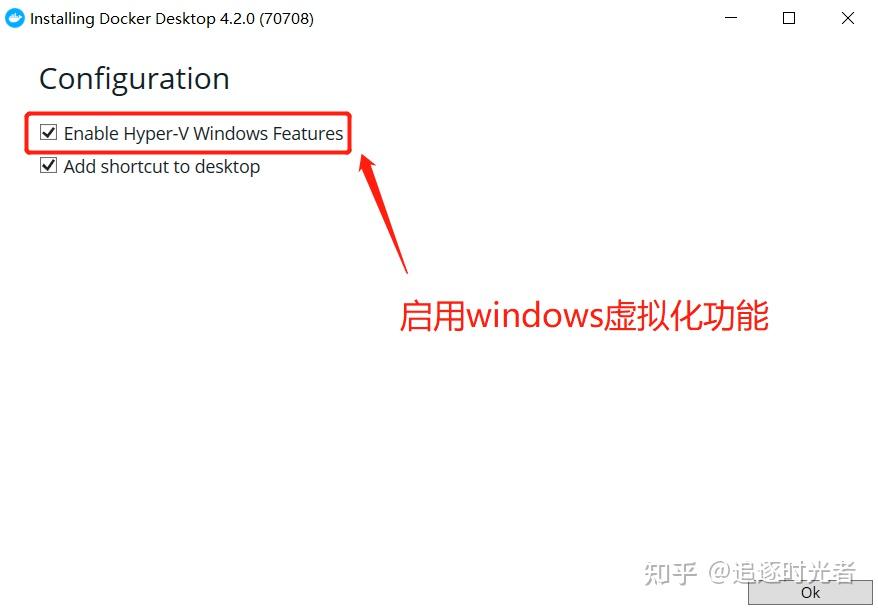 Installing Docker Desktop 4.2.0 (70708)
Configuration
Enable Hyper-V Windows Features
Add shortcut to desktop
启用windows虚拟化功能
知乎 @追逐时光者
Ok